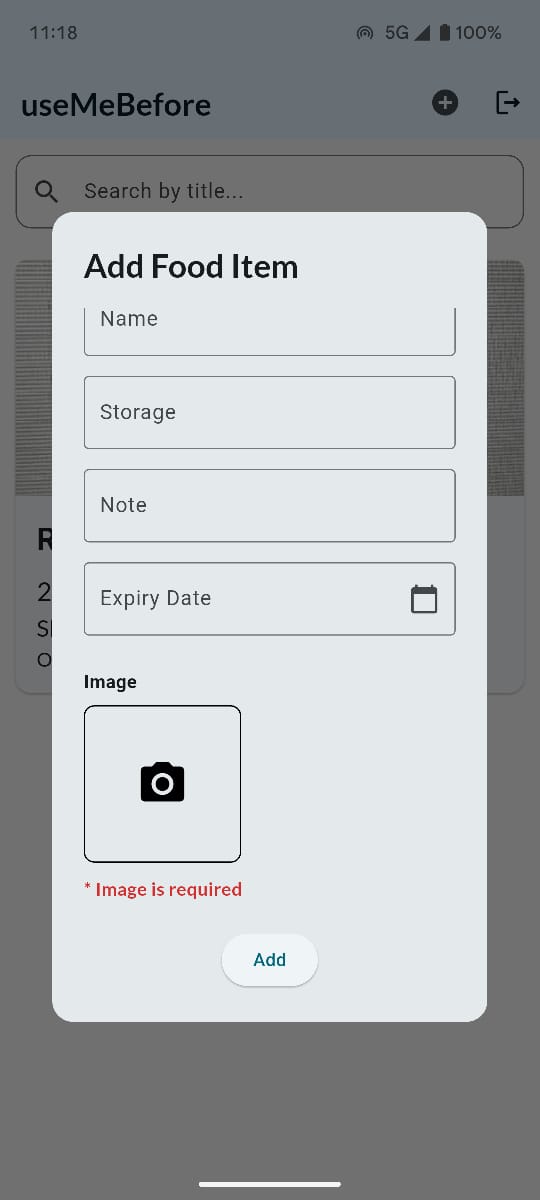 11:18 5G 100%
useMeBefore
Search by title...
Add Food Item
Name
Storage
Note
Expiry Date
Image
* Image is required
Add
R
2
O